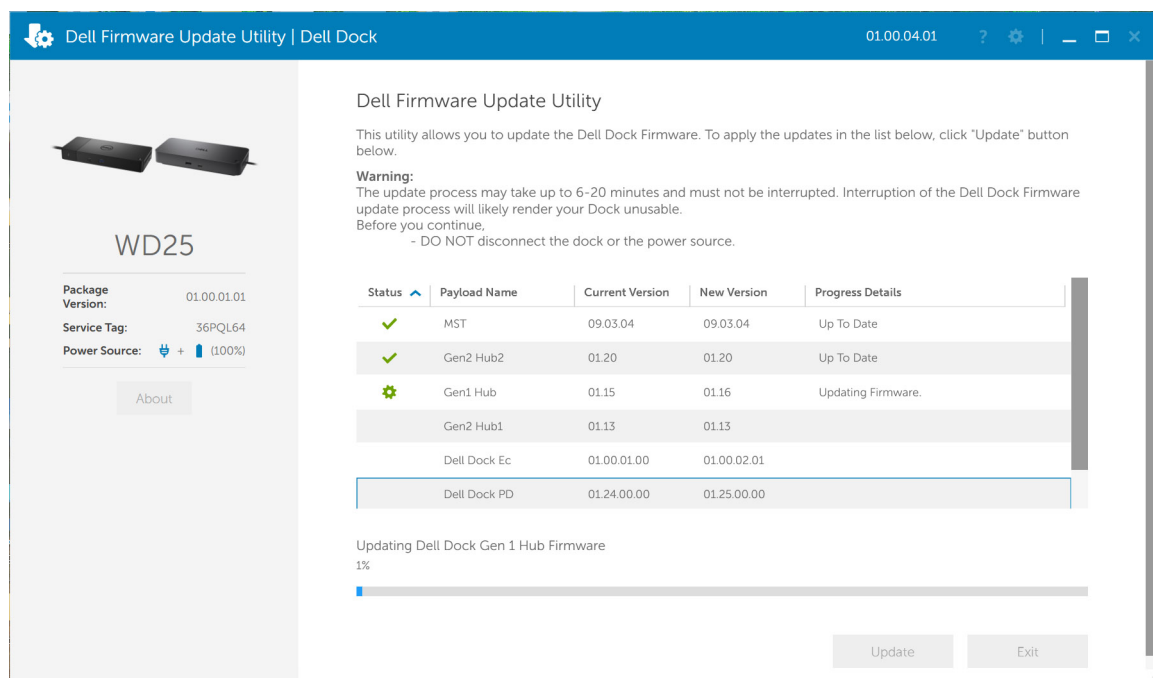 Dell Firmware Update Utility | Dell Dock
01.00.04.01
?
Dell Firmware Update Utility
This utility allows you to update the Dell Dock Firmware. To apply the updates in the list below, click "Update" button
below.
Warning:
The update process may take up to 6-20 minutes and must not be interrupted. Interruption of the Dell Dock Firmware
update process will likely render your Dock unusable.
Before you continue,
- DO NOT disconnect the dock or the power source.
WD25
Package Version: 01.00.01.01
Service Tag: 36PQL64
Power Source: + (100%)
About
Status Payload Name Current Version New Version Progress Details
MST 09.03.04 09.03.04 Up To Date
Gen2 Hub2 01.20 01.20 Up To Date
Gen1 Hub 01.15 01.16 Updating Firmware.
Gen2 Hub1 01.13 01.13
Dell Dock Ec 01.00.01.00 01.00.02.01
Dell Dock PD 01.24.00.00 01.25.00.00
Updating Dell Dock Gen 1 Hub Firmware
1%
Update
Exit